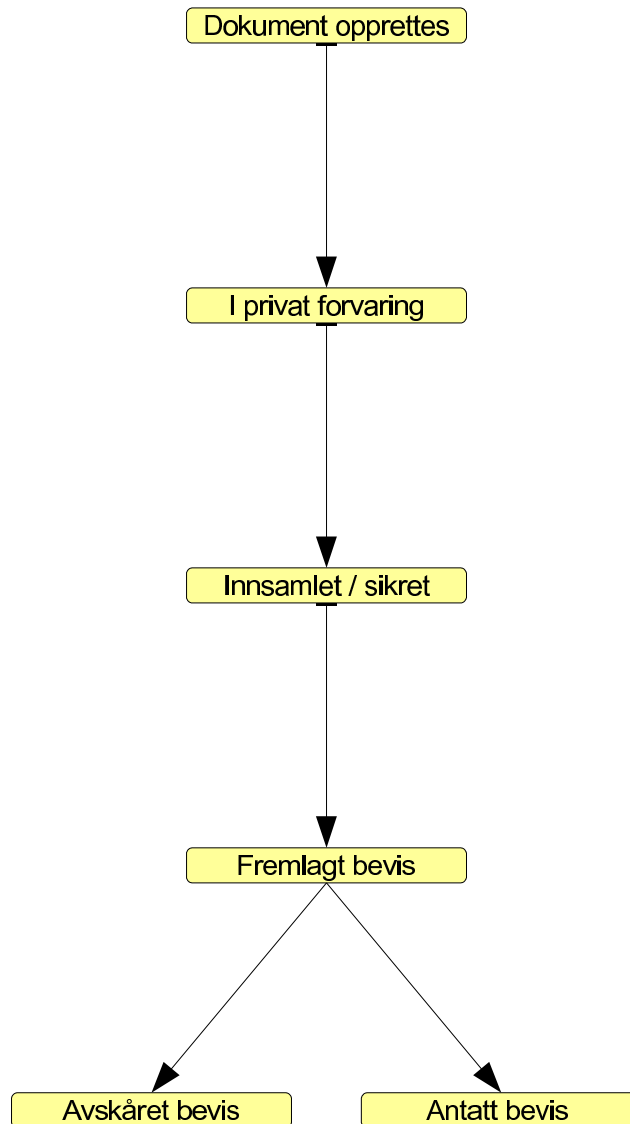 Dokument opprettes
I privat forvaring
Innsamlet / sikret
Fremlagt bevis
Avskåret bevis
Antatt bevis